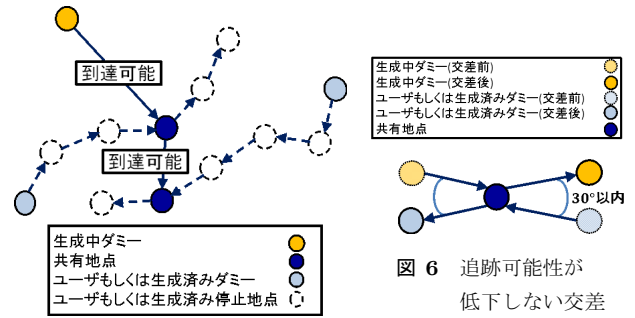 到達可能
到達可能
生成中ダミー
共有地点
ユーザもしくは生成済みダミー
ユーザもしくは生成済み停止地点
生成中ダミー(交差前)
生成中ダミー(交差後)
ユーザもしくは生成済みダミー(交差前)
ユーザもしくは生成済みダミー(交差後)
共有地点
30°以内
図 6 追跡可能性が
低下しない交差